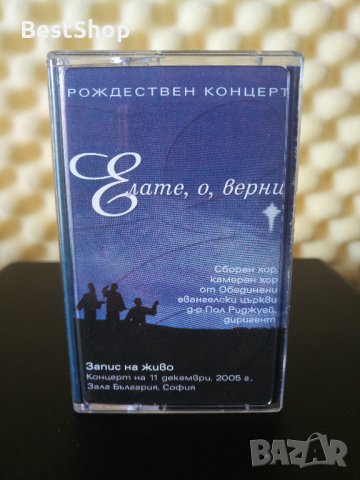 BestShop
РОЖДЕСТВЕН КОНЦЕРТ
Елате, о, верни
Сборен хор,
камерен хор
от Обединени
евангелски църкви
д-р Пол Риджуей,
диригент
Запис на живо
Концерт на 11 декември, 2005 г.,
Зала България, София
BAZAR